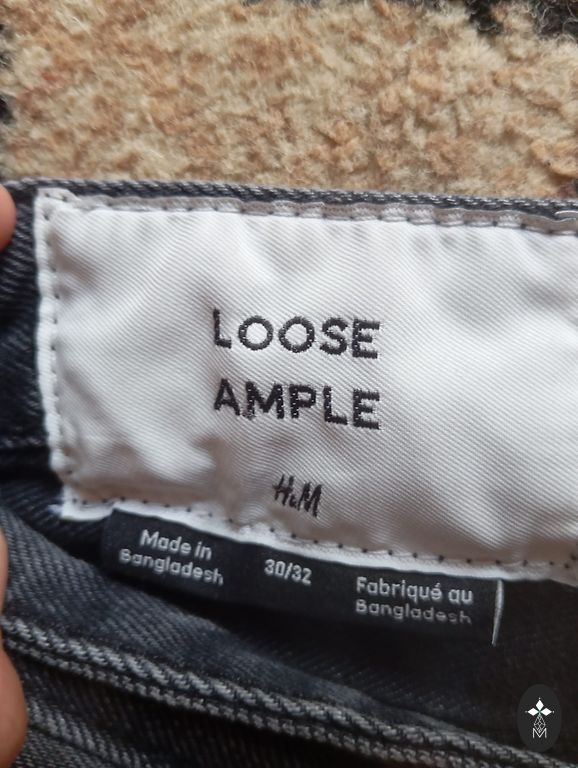 LOOSE
AMPLE
H&M
Made in
Bangladesh
30/32
Fabriqué au
Bangladesh
M